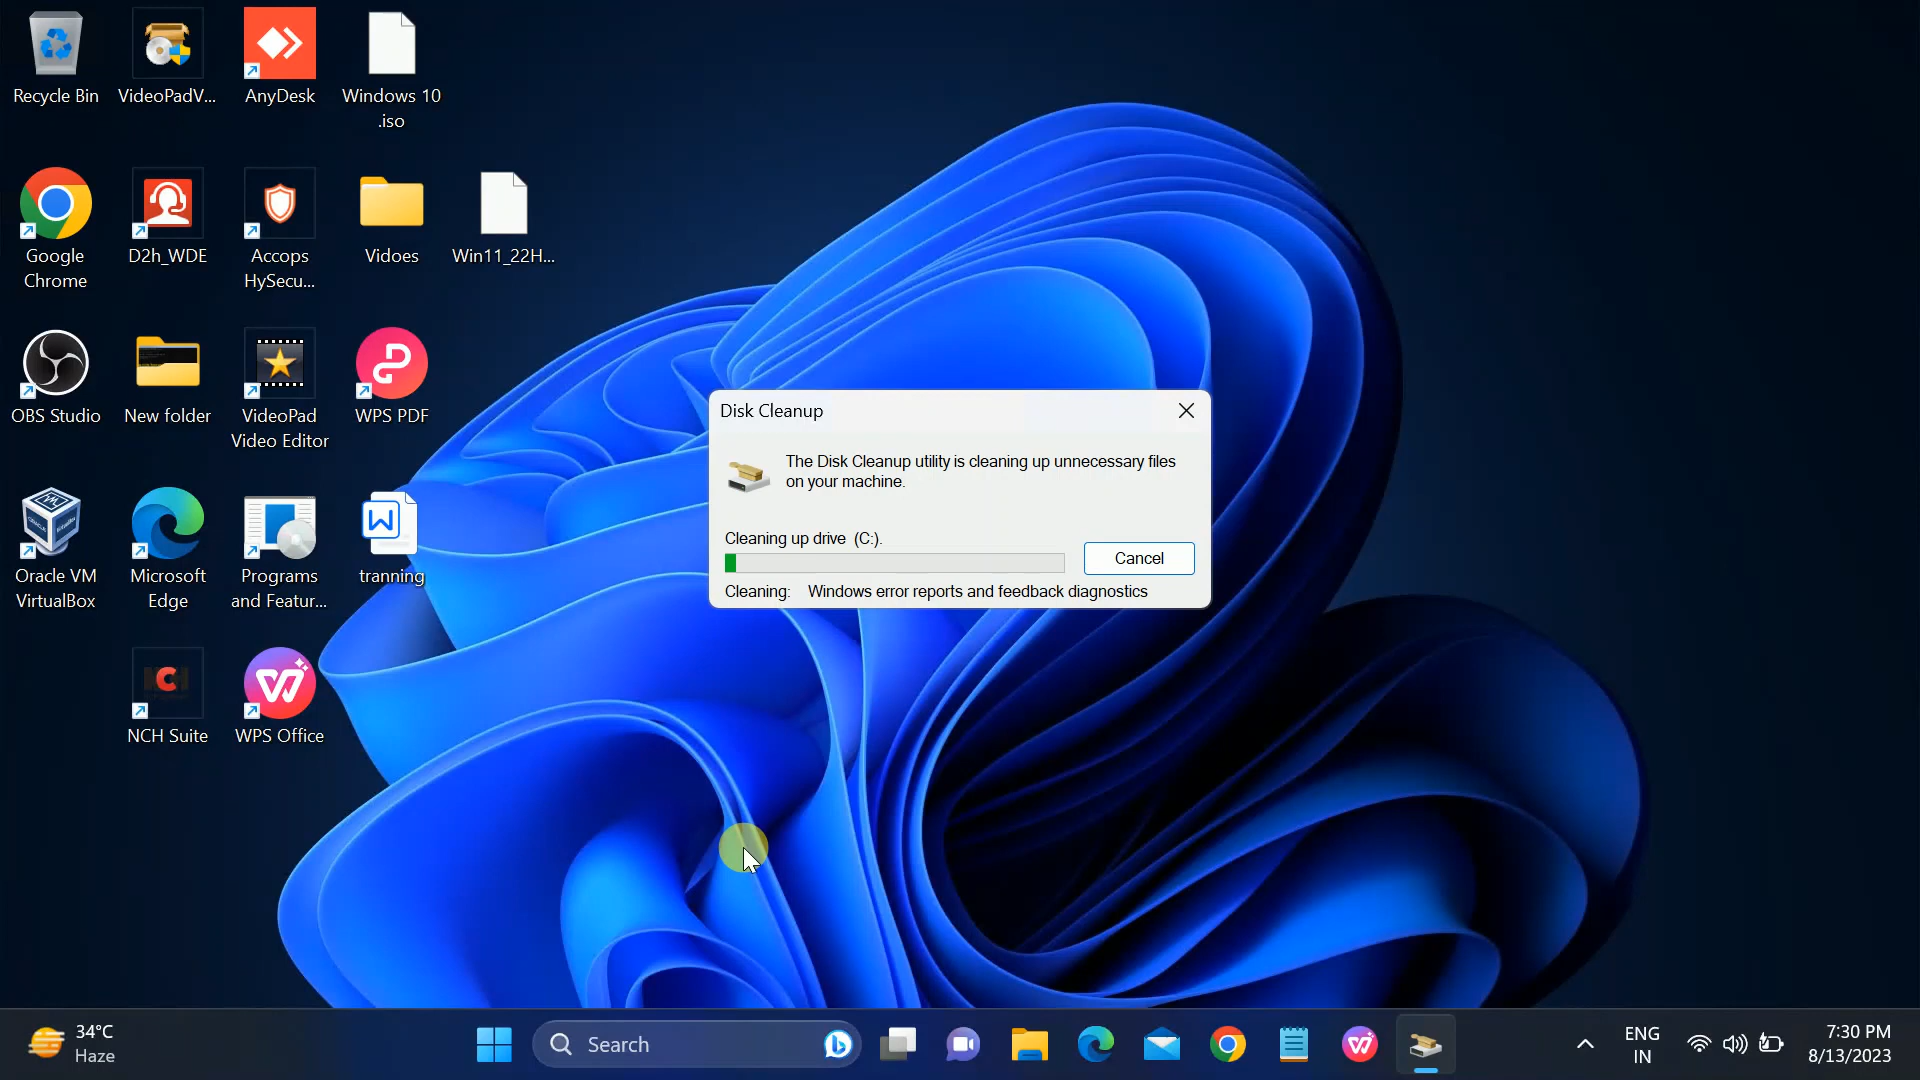 Recycle Bin
VideoPadV...
AnyDesk
Windows 10
.iso
Google
Chrome
D2h_WDE
Accops
HySecu...
Vidoes
Win11_22H...
OBS Studio
New folder
VideoPad
Video Editor
WPS PDF
Oracle VM
VirtualBox
Microsoft
Edge
Programs
and Featur...
tranning
NCH Suite
WPS Office
Disk Cleanup
The Disk Cleanup utility is cleaning up unnecessary files
on your machine.
Cleaning up drive (C:).
Cancel
Cleaning: Windows error reports and feedback diagnostics
34°C
Haze
Search
ENG
IN
7:30 PM
8/13/2023